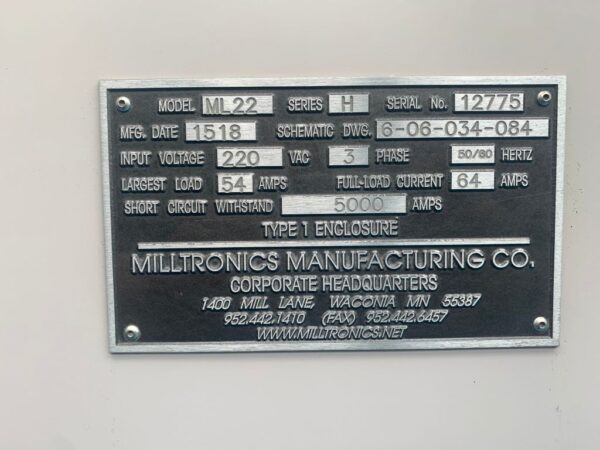 MODEL ML22 SERIES H SERIAL No. 12775
MFG. DATE 1518 SCHEMATIC DWG. 6-06-034-084
INPUT VOLTAGE 220 VAC 3 PHASE 50/60 HERTZ
LARGEST LOAD 54 AMPS FULL-LOAD CURRENT 64 AMPS
SHORT CIRCUIT WITHSTAND 5000 AMPS
TYPE 1 ENCLOSURE
MILLTRONICS MANUFACTURING CO.
CORPORATE HEADQUARTERS
1400 MILL LANE, WACONIA MN 55387
952.442.1410 (FAX) 952.442.6457
WWW.MILLTRONICS.NET